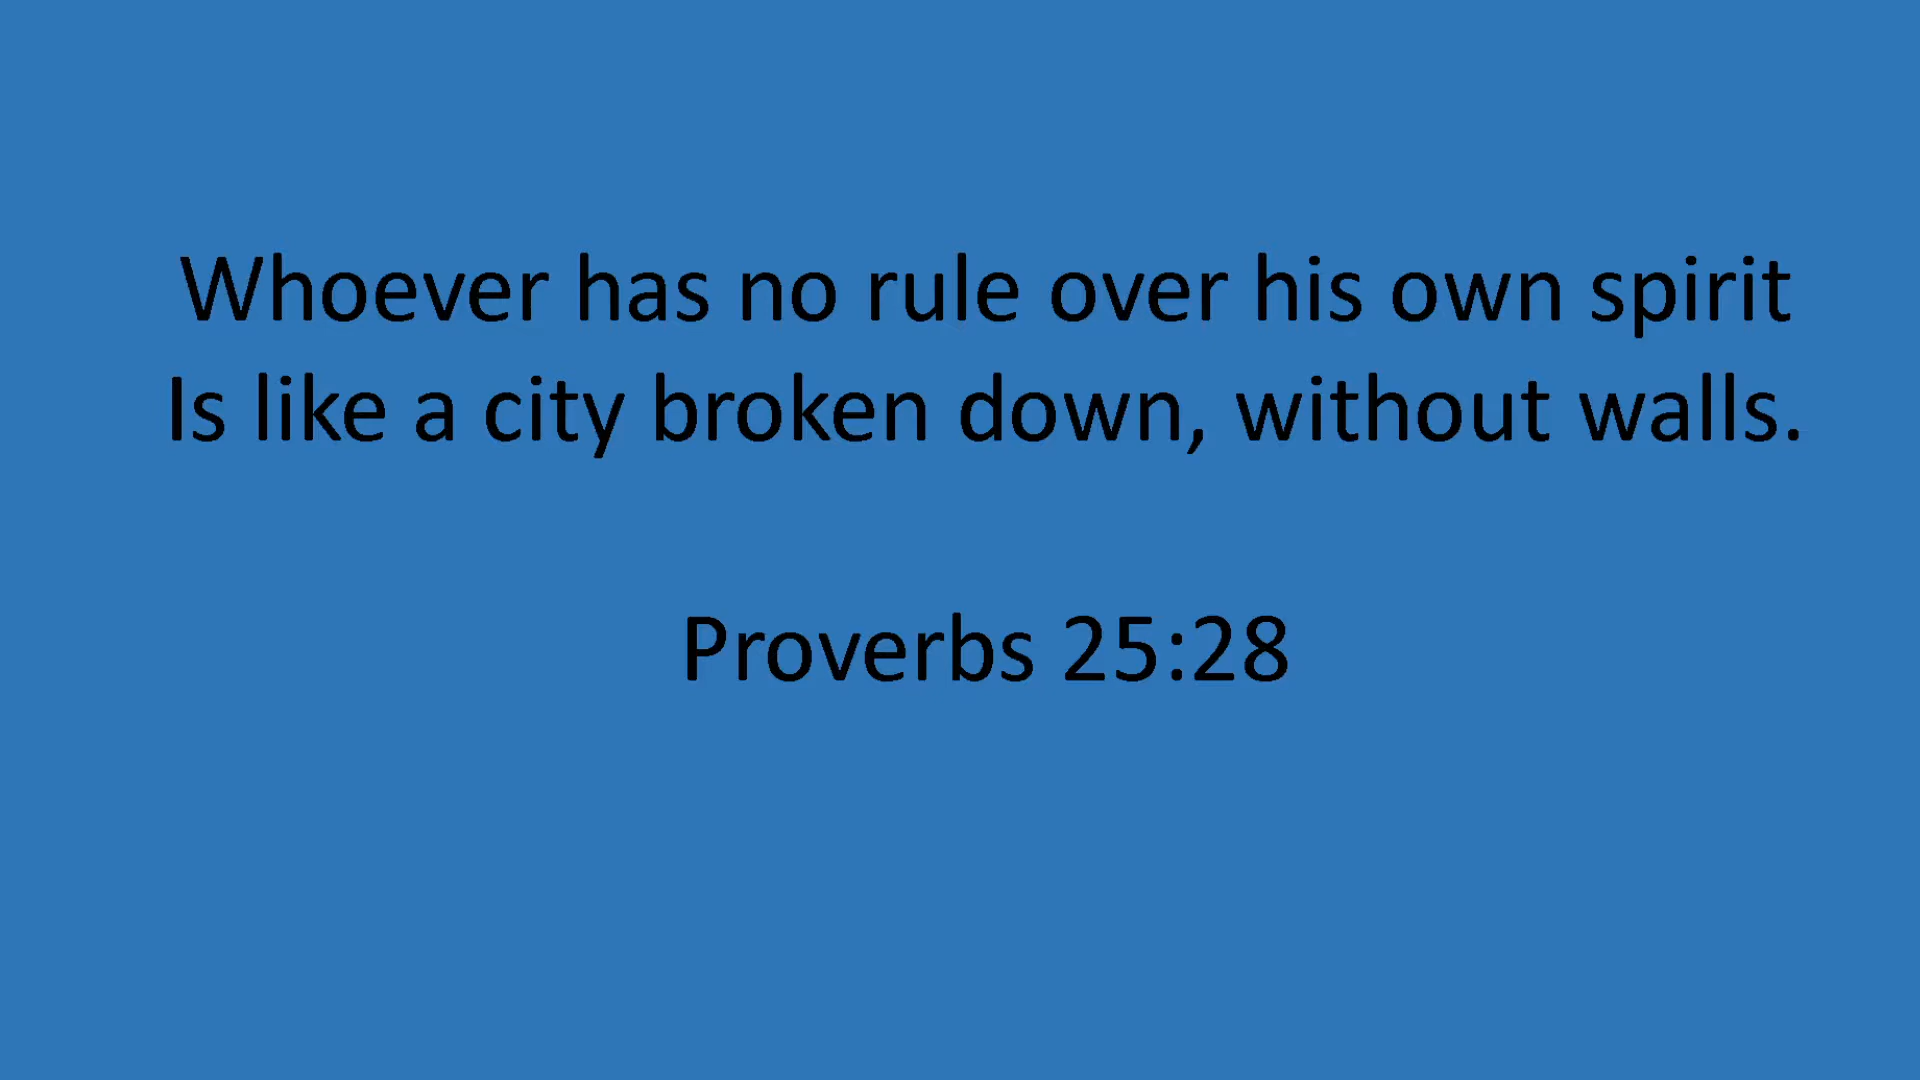 Whoever has no rule over his own spirit
Is like a city broken down, without walls.
Proverbs 25:28